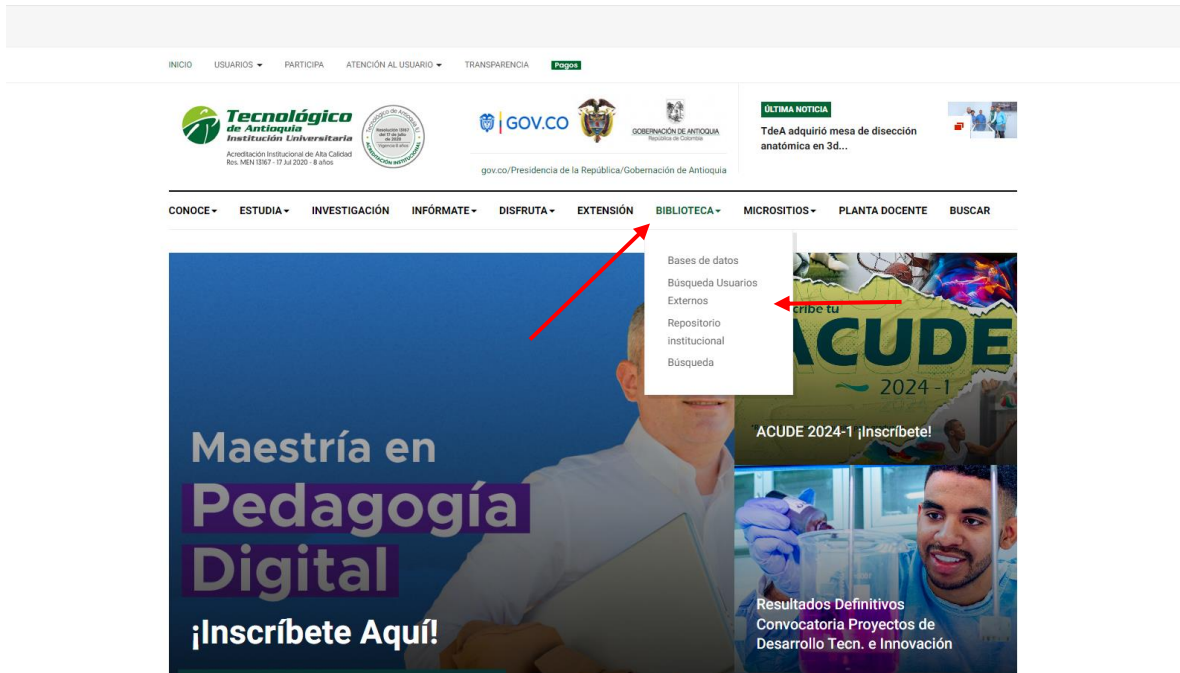 INICIO USUARIOS PARTICIPA ATENCIÓN AL USUARIO TRANSPARENCIA Pagos
Tecnológico
de Antioquia
Institución Universitaria
Acreditación Institucional de Alta Calidad
Res. MEN 13167 - 17 Jul 2020 - 8 años
GOV.CO
GOBERNACIÓN DE ANTIOQUIA
República de Colombia
gov.co/Presidencia de la República/Gobernación de Antioquia
ÚLTIMA NOTICIA
TdeA adquirió mesa de disección
anatómica en 3d...
CONOCE ESTUDIA INVESTIGACIÓN INFÓRMATE DISFRUTA EXTENSIÓN BIBLIOTECA MICROSITIOS PLANTA DOCENTE BUSCAR
Bases de datos
Búsqueda Usuarios
Externos
Repositorio
institucional
Búsqueda
Maestría en
Pedagogía
Digital
¡Inscríbete Aquí!
cribe tu
ACUDE
2024 -1
ACUDE 2024-1 ¡Inscríbete!
Resultados Definitivos
Convocatoria Proyectos de
Desarrollo Tecn. e Innovación